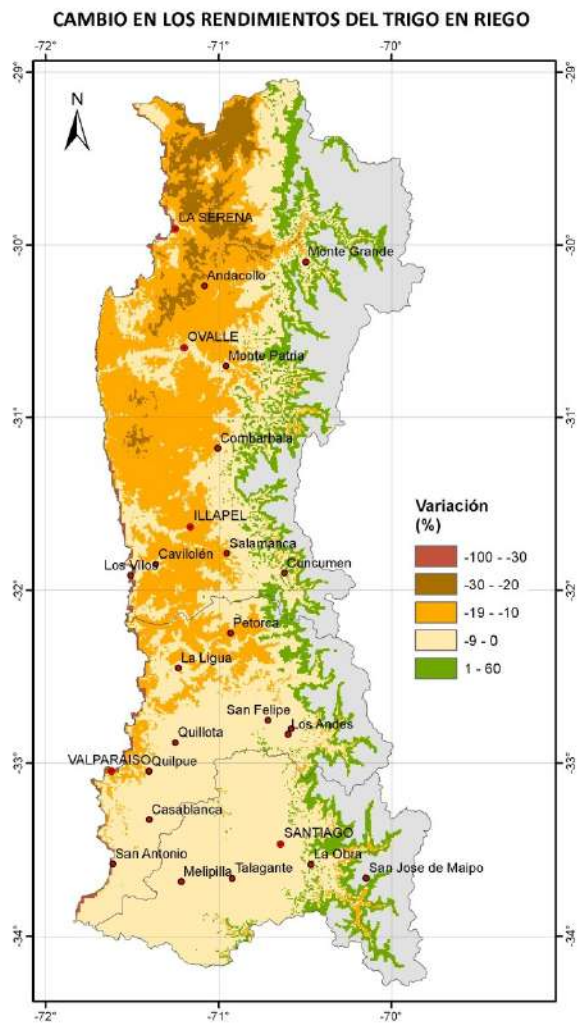 CAMBIO EN LOS RENDIMIENTOS DEL TRIGO EN RIEGO
-72° -71° -70°
-29° -29°
N
LA SERENA
-30° -30°
Monte Grande
Andacollo
OVALLE
Monte Patria
-31° -31°
Combarbala
Variación
(%)
-100 - -30
-30 - -20
-19 - -10
-9 - 0
1 - 60
ILLAPEL
Salamanca
Cavilolén
Los Vilos
Cuncumen
-32° -32°
Petorca
La Ligua
San Felipe
Los Andes
Quillota
-33° -33°
VALPARAISO Quilpue
Casablanca
SANTIAGO
San Antonio
La Obra
Melipilla Talagante
San Jose de Maipo
-34° -34°
-72° -71° -70°